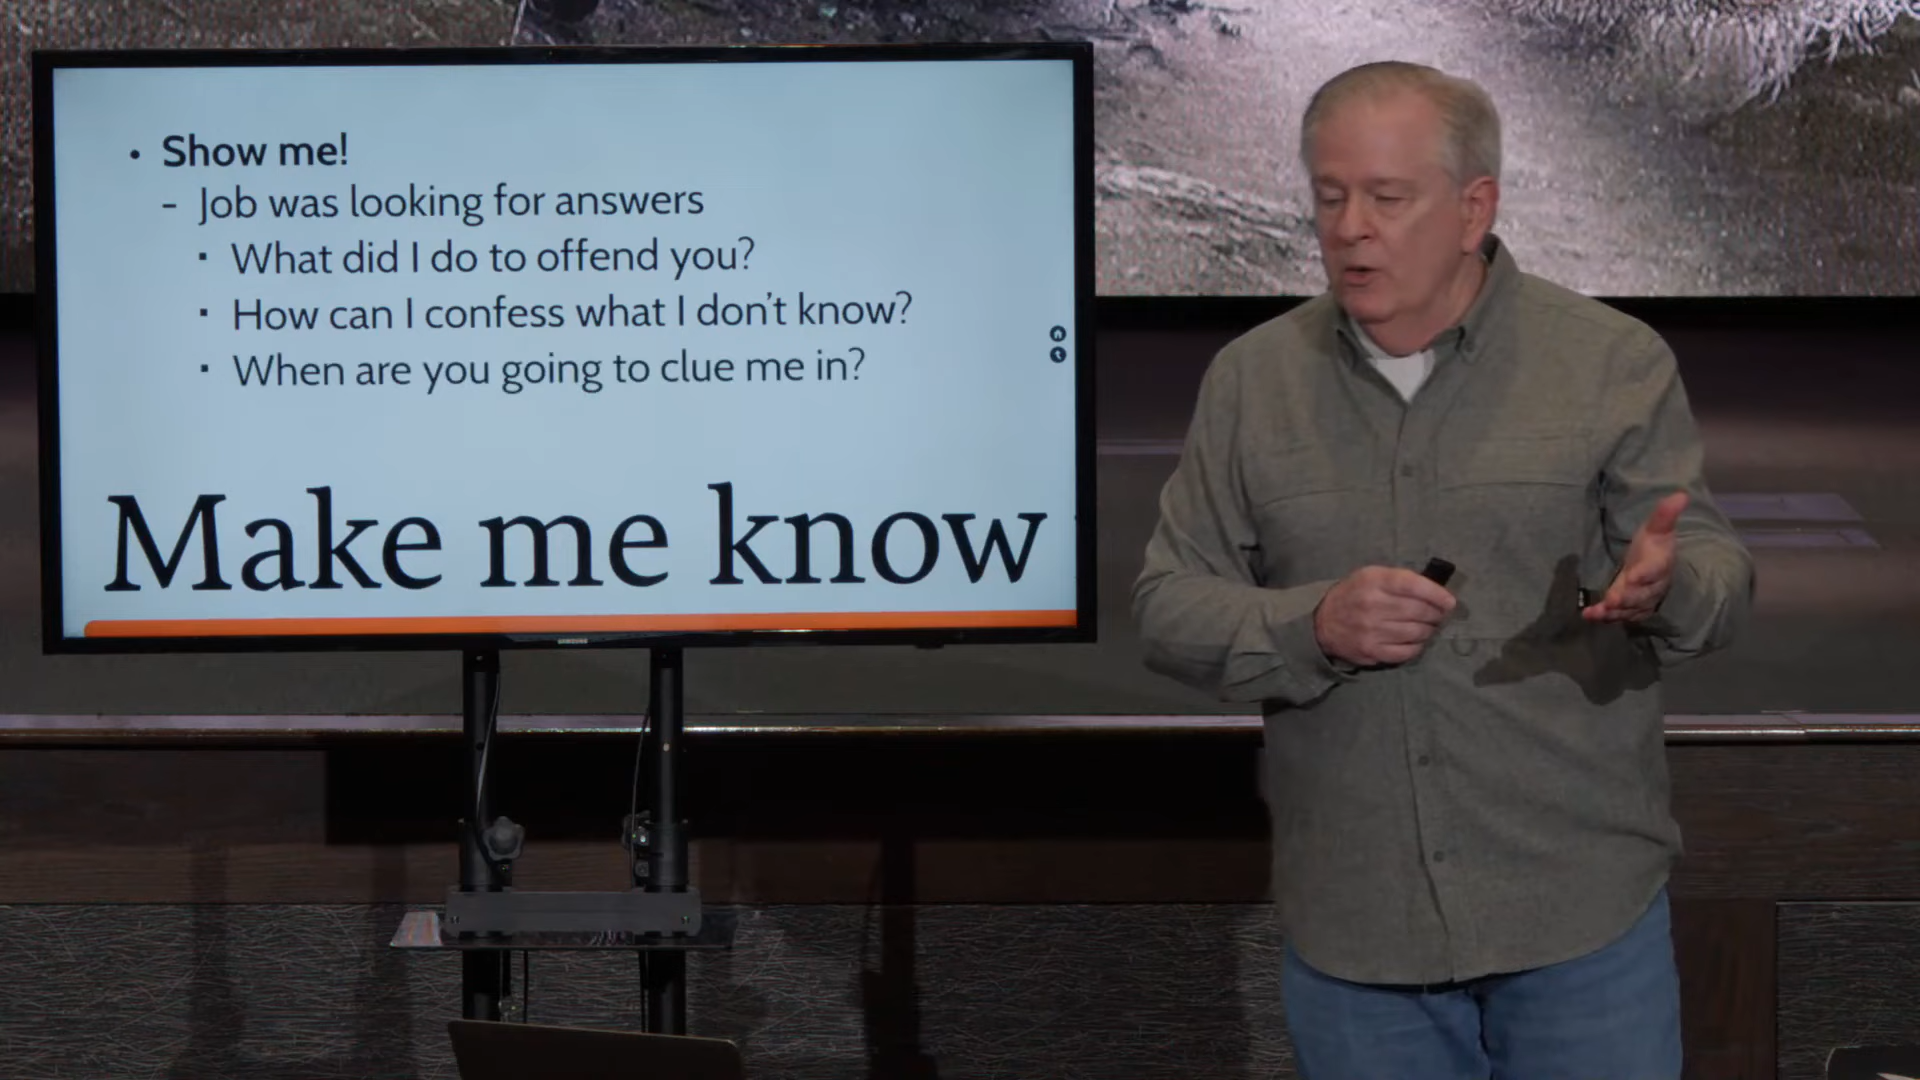 • Show me!
- Job was looking for answers
▪ What did I do to offend you?
▪ How can I confess what I don't know?
▪ When are you going to clue me in?
Make me know